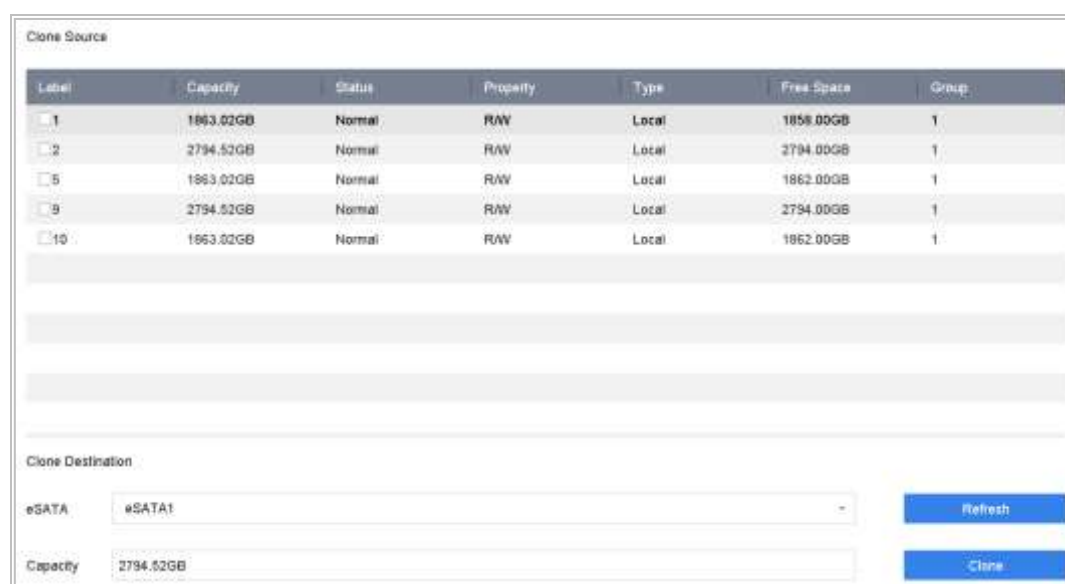 Clone Source
Label Capacity Status Property Type Free Space Group
1 1863.02GB Normal R/W Local 1858.00GB 1
2 2794.52GB Normal R/W Local 2794.00GB 1
5 1863.02GB Normal R/W Local 1862.00GB 1
9 2794.52GB Normal R/W Local 2794.00GB 1
10 1863.02GB Normal R/W Local 1862.00GB 1
Clone Destination
eSATA eSATA1 Refresh
Capacity 2794.52GB Clone